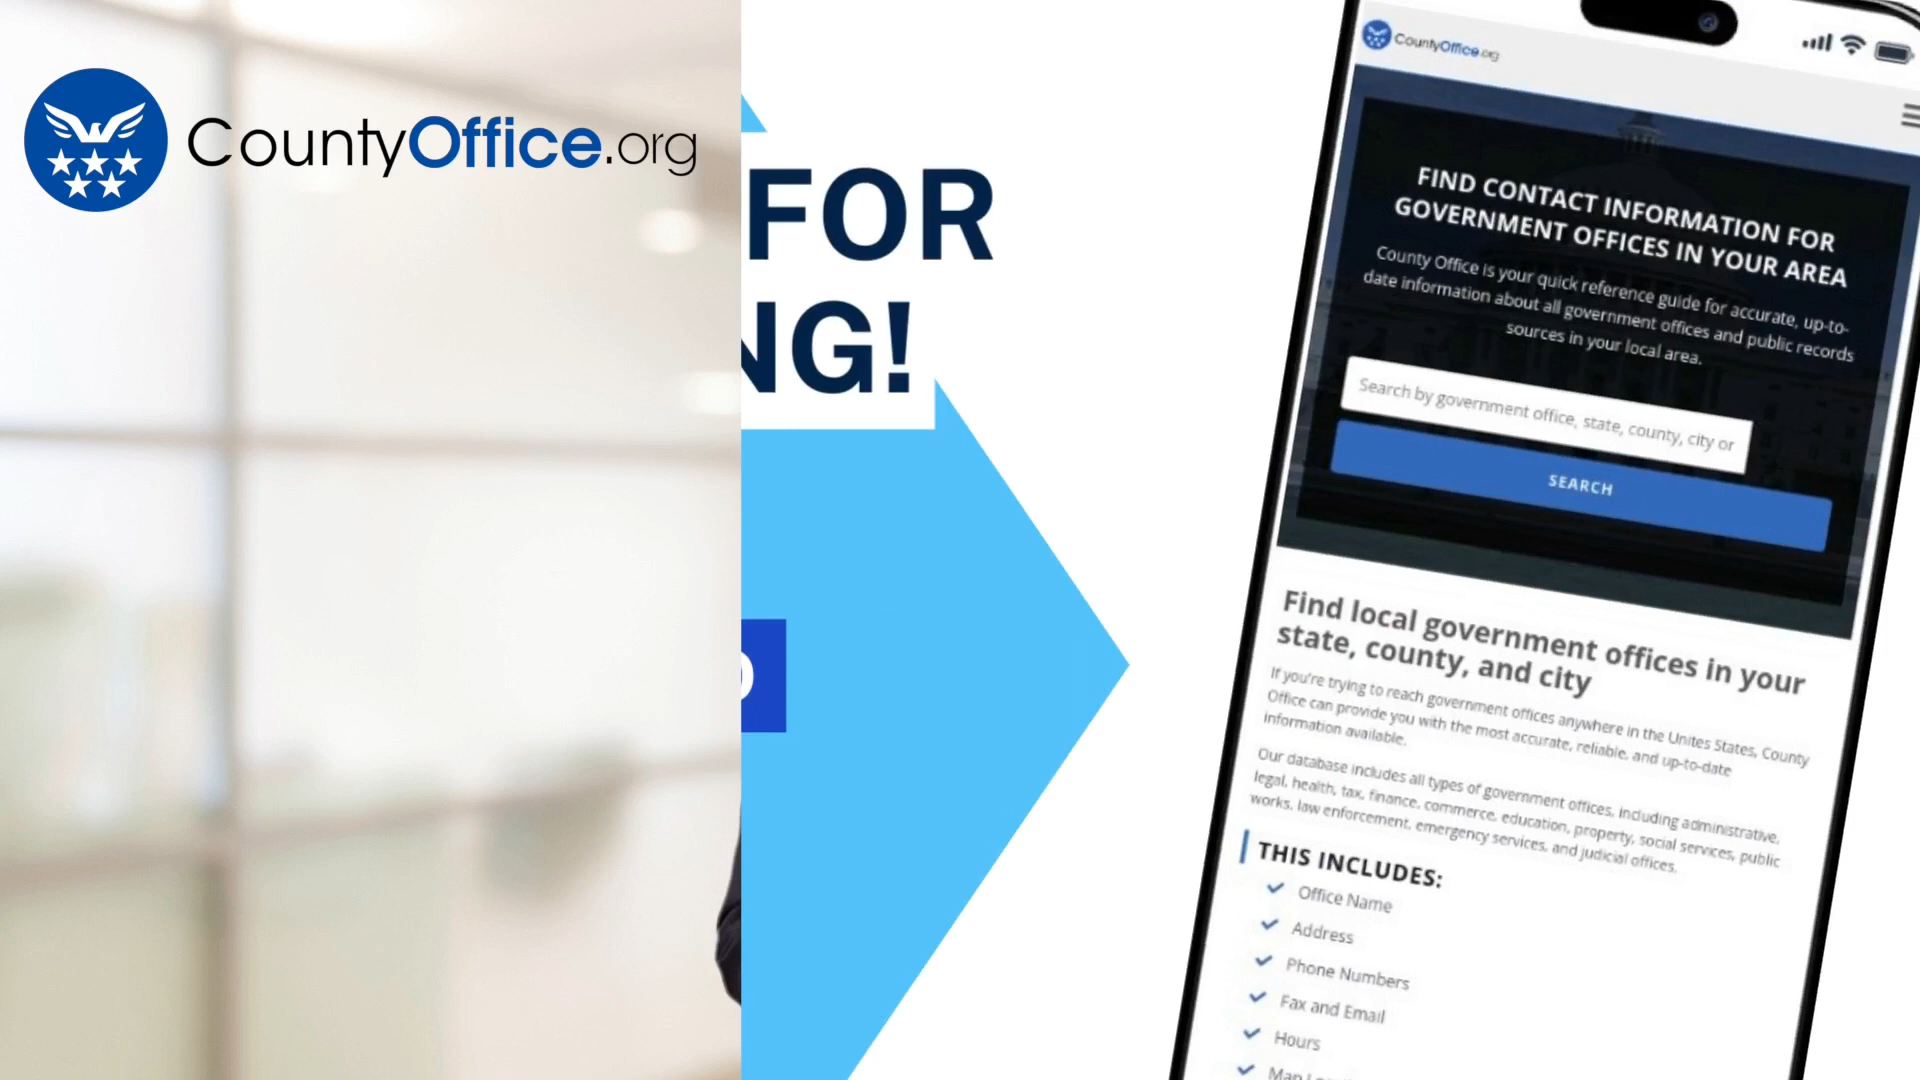 CountyOffice.org
FOR
NG!
CountyOffice.org
FIND CONTACT INFORMATION FOR
GOVERNMENT OFFICES IN YOUR AREA
County Office is your quick reference guide for accurate, up-to-
date information about all government offices and public records
sources in your local area.
Search by government office, state, county, city or
SEARCH
Find local government offices in your
state, county, and city
If you're trying to reach government offices anywhere in the Unites States, County
Office can provide you with the most accurate, reliable, and up-to-date
information available.
Our database includes all types of government offices, including administrative,
legal, health, tax, finance, commerce, education, property, social services, public
works, law enforcement, emergency services, and judicial offices.
THIS INCLUDES:
Office Name
Address
Phone Numbers
Fax and Email
Hours
Map